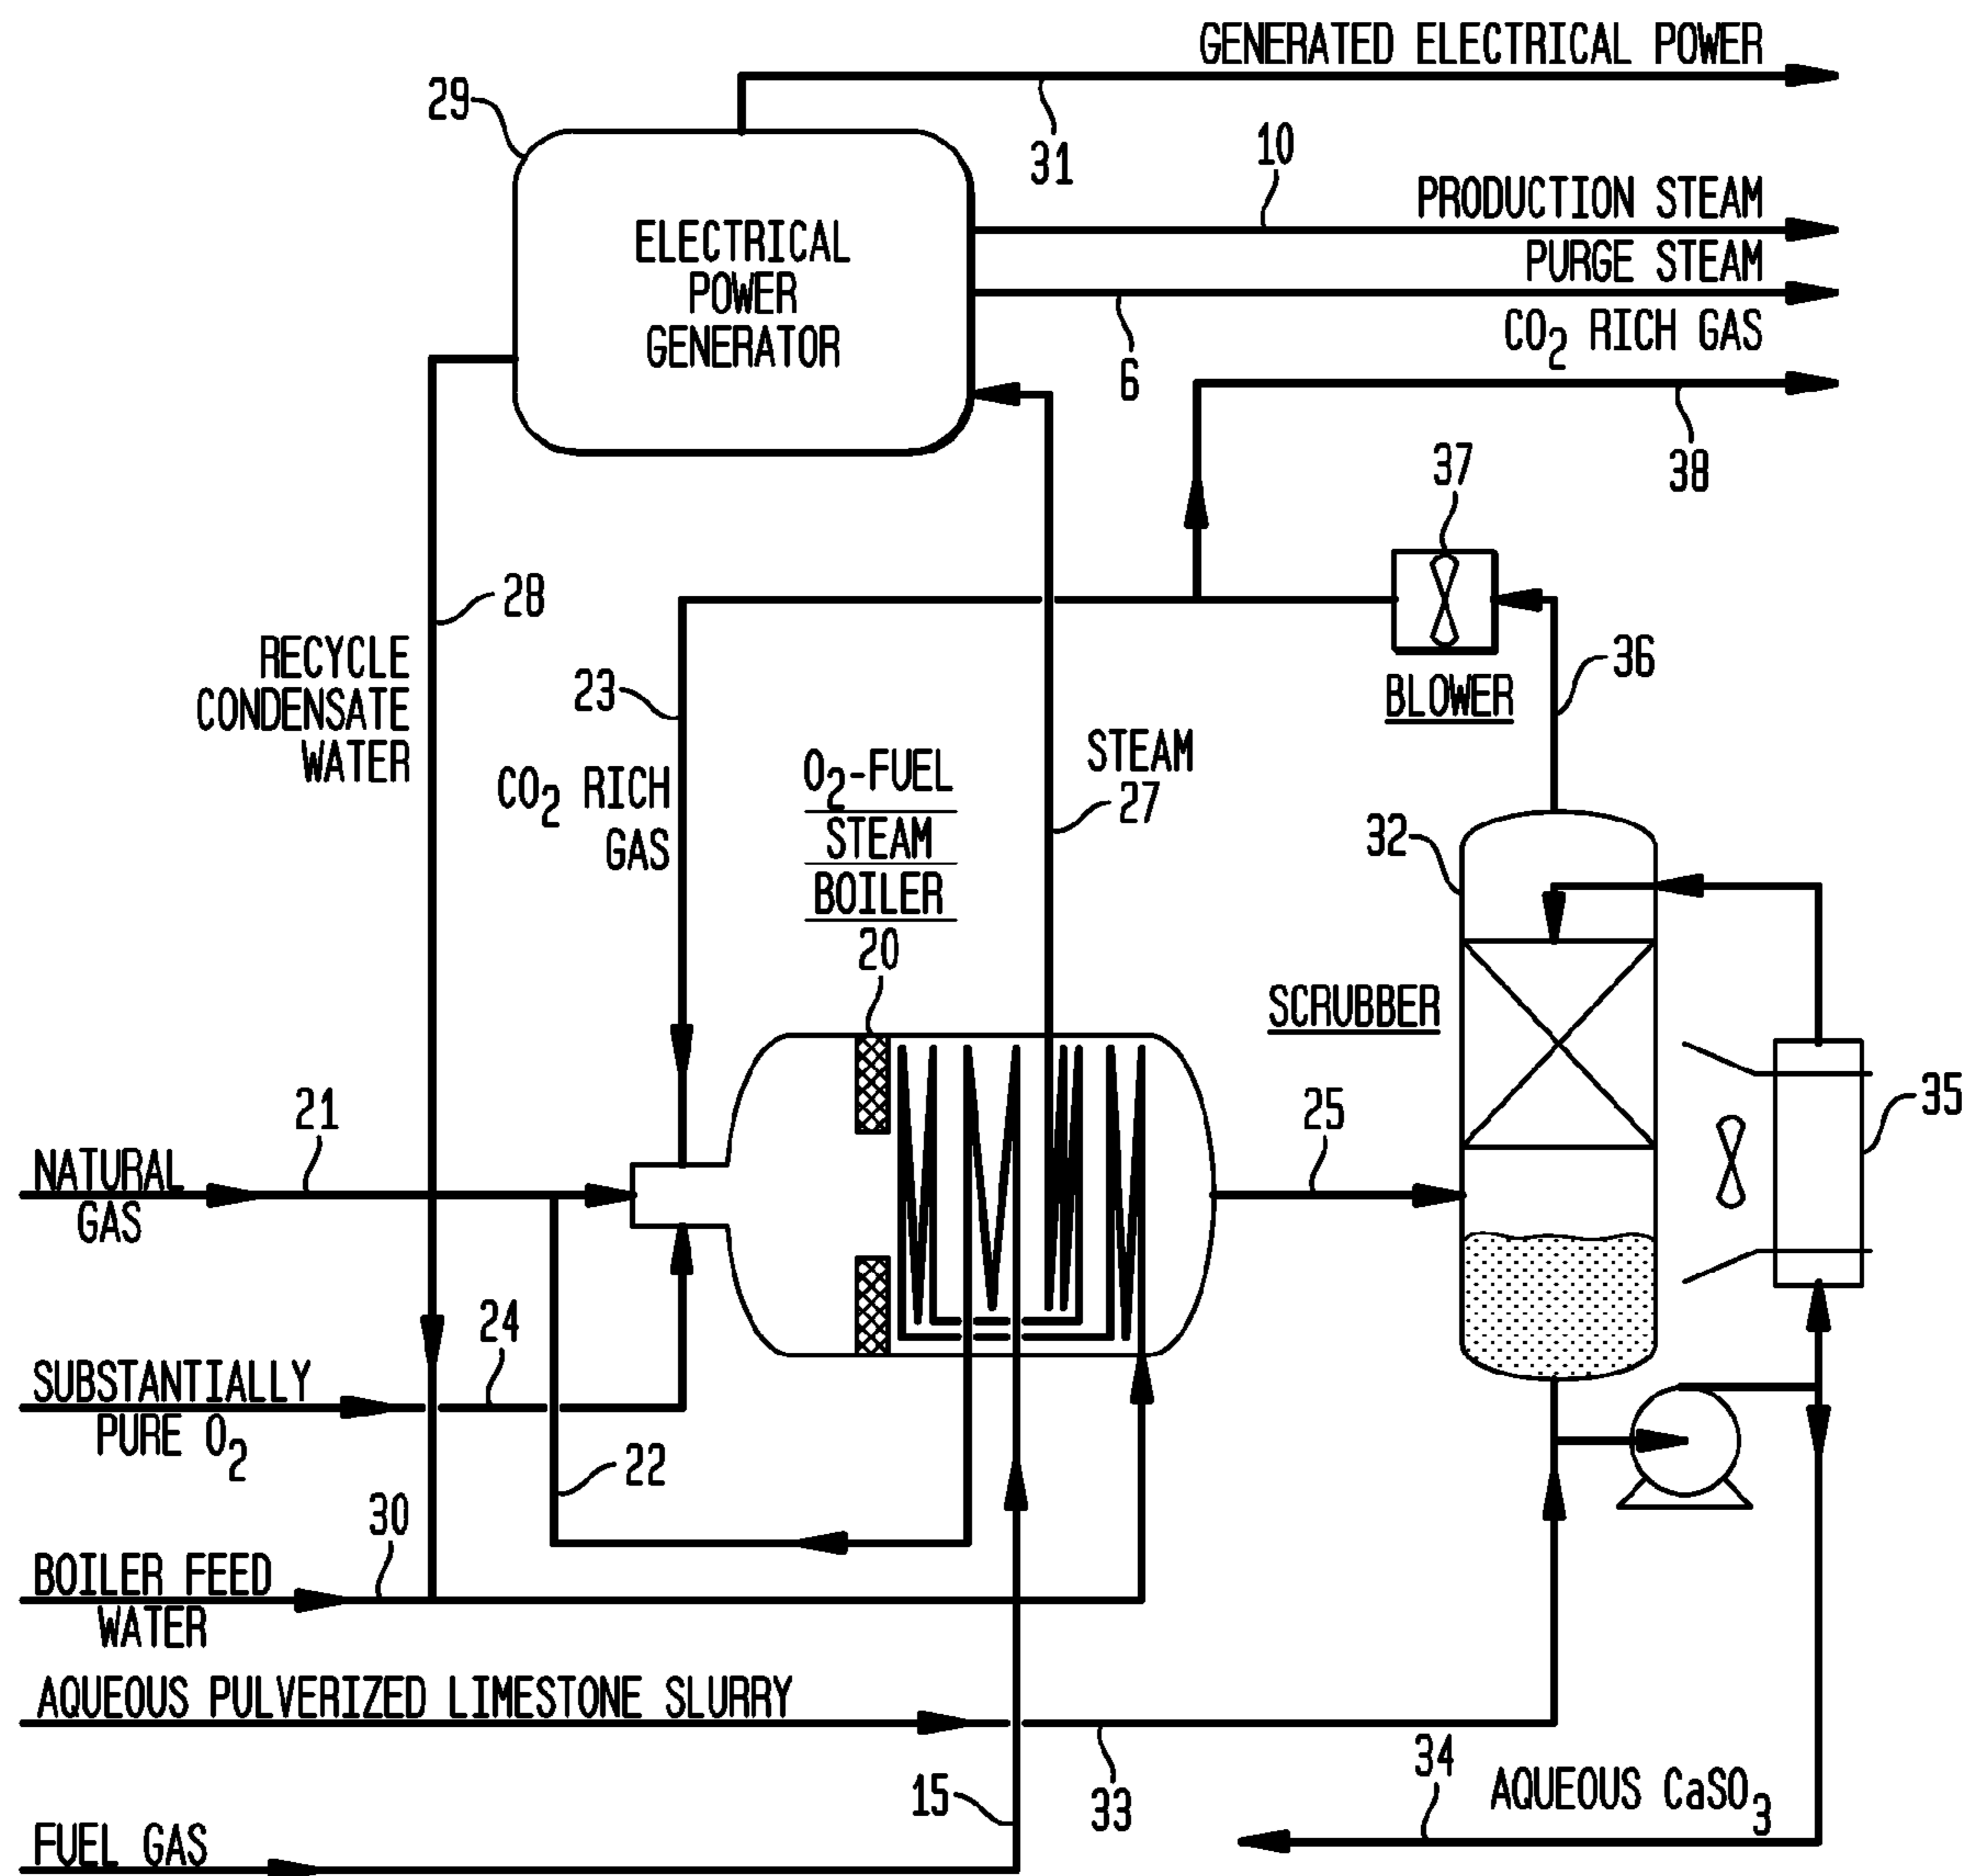 GENERATED ELECTRICAL POWER
29
31
10
PRODUCTION STEAM
ELECTRICAL
POWER
GENERATOR
PURGE STEAM
6
CO2 RICH GAS
38
37
28
RECYCLE
CONDENSATE
WATER
23
36
BLOWER
CO2 RICH
GAS
O2-FUEL
STEAM
BOILER
20
STEAM
27
32
SCRUBBER
35
21
25
NATURAL
GAS
24
SUBSTANTIALLY
PURE O2
22
30
BOILER FEED
WATER
AQUEOUS PULVERIZED LIMESTONE SLURRY
33
34
AQUEOUS CaSO3
15
FUEL GAS